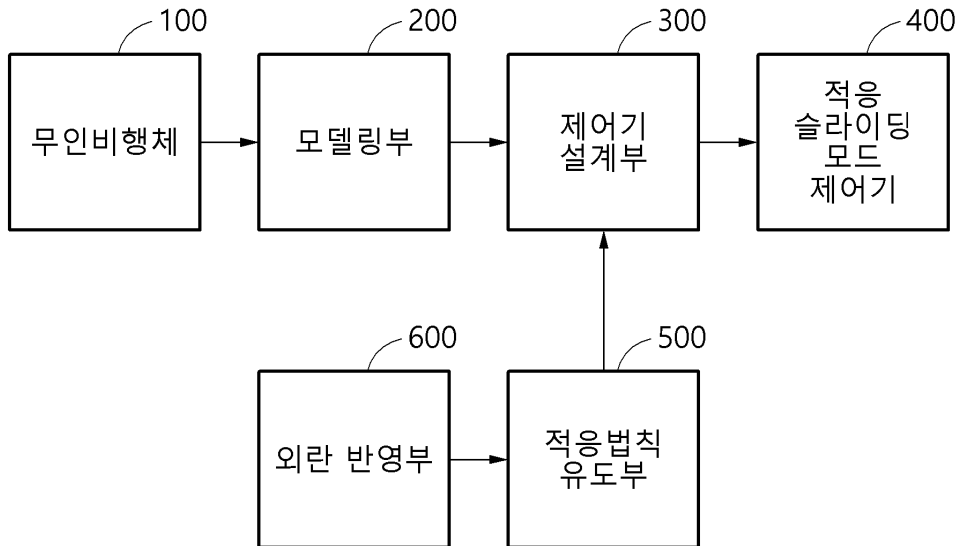 100
200
300
400
무인비행체
모델링부
제어기
설계부
적응
슬라이딩
모드
제어기
600
500
외란 반영부
적응법칙
유도부